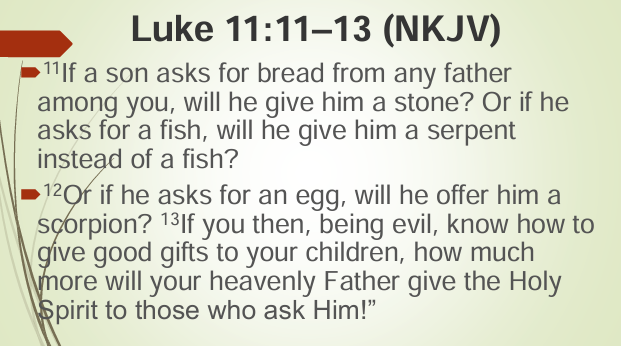 Luke 11:11–13 (NKJV)
¹¹If a son asks for bread from any father
among you, will he give him a stone? Or if he
asks for a fish, will he give him a serpent
instead of a fish?
¹²Or if he asks for an egg, will he offer him a
scorpion? ¹³If you then, being evil, know how to
give good gifts to your children, how much
more will your heavenly Father give the Holy
Spirit to those who ask Him!”